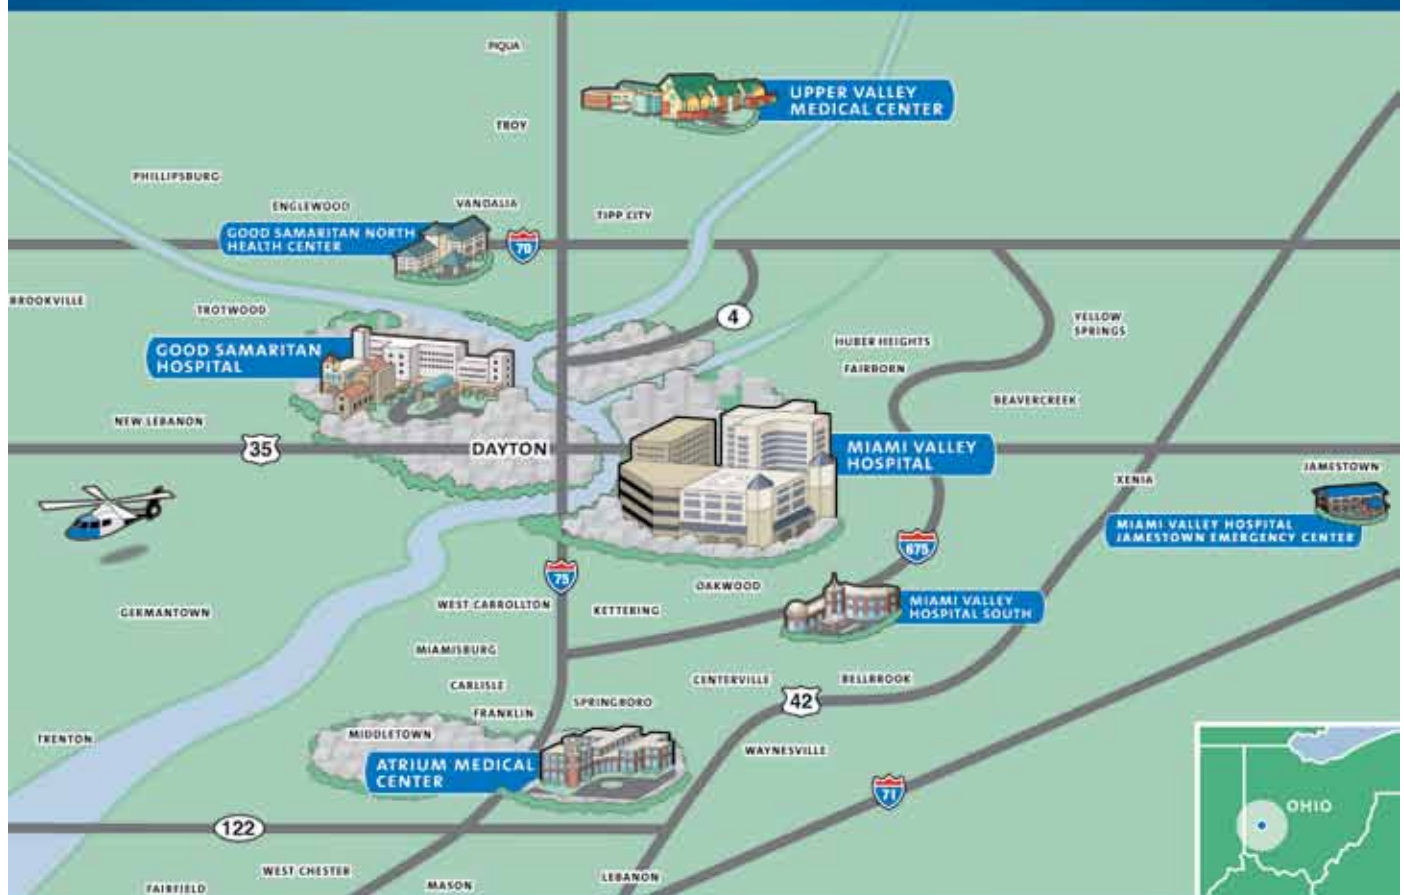 PIQUA
UPPER VALLEY
MEDICAL CENTER
TROY
PHILLIPSBURG
ENGLEWOOD
VANDALIA
TIPP CITY
GOOD SAMARITAN NORTH
HEALTH CENTER
70
BROOKVILLE
TROTWOOD
4
YELLOW
SPRINGS
GOOD SAMARITAN
HOSPITAL
HUBER HEIGHTS
FAIRBORN
BEAVERCREEK
NEW LEBANON
35
DAYTON
MIAMI VALLEY
HOSPITAL
JAMESTOWN
XENIA
MIAMI VALLEY HOSPITAL
JAMESTOWN EMERGENCY CENTER
675
75
OAKWOOD
GERMANTOWN
WEST CARROLLTON
KETTERING
MIAMI VALLEY
HOSPITAL SOUTH
MIAMISBURG
CARLISLE
CENTERVILLE
BELLBROOK
FRANKLIN
SPRINGBORO
42
TRENTON
MIDDLETOWN
WAYNESVILLE
ATRIUM MEDICAL
CENTER
71
OHIO
122
WEST CHESTER
LEBANON
FAIRFIELD
MASON